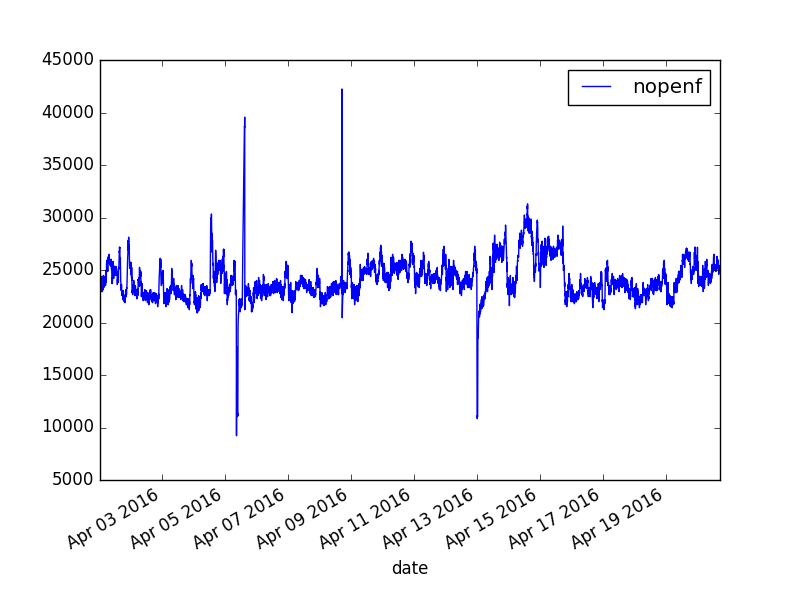 45000
40000
35000
30000
25000
20000
15000
10000
5000
nopenf
Apr 03 2016
Apr 05 2016
Apr 07 2016
Apr 09 2016
Apr 11 2016
Apr 13 2016
Apr 15 2016
Apr 17 2016
Apr 19 2016
date